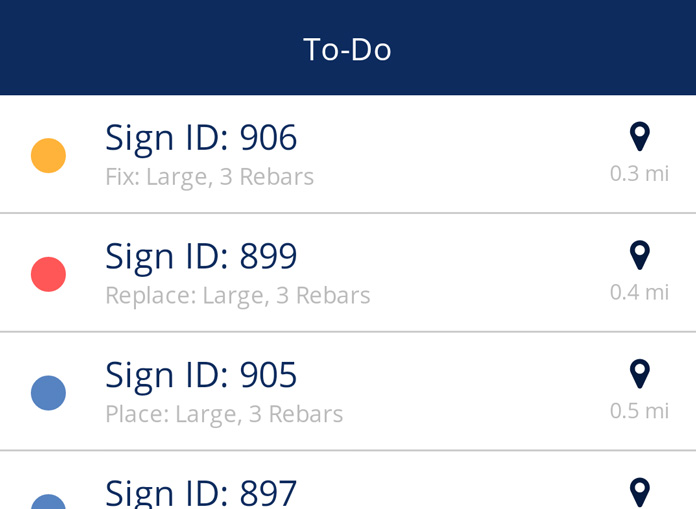 To-Do
Sign ID: 906
Fix: Large, 3 Rebars
0.3 mi
Sign ID: 899
Replace: Large, 3 Rebars
0.4 mi
Sign ID: 905
Place: Large, 3 Rebars
0.5 mi
Sign ID: 897